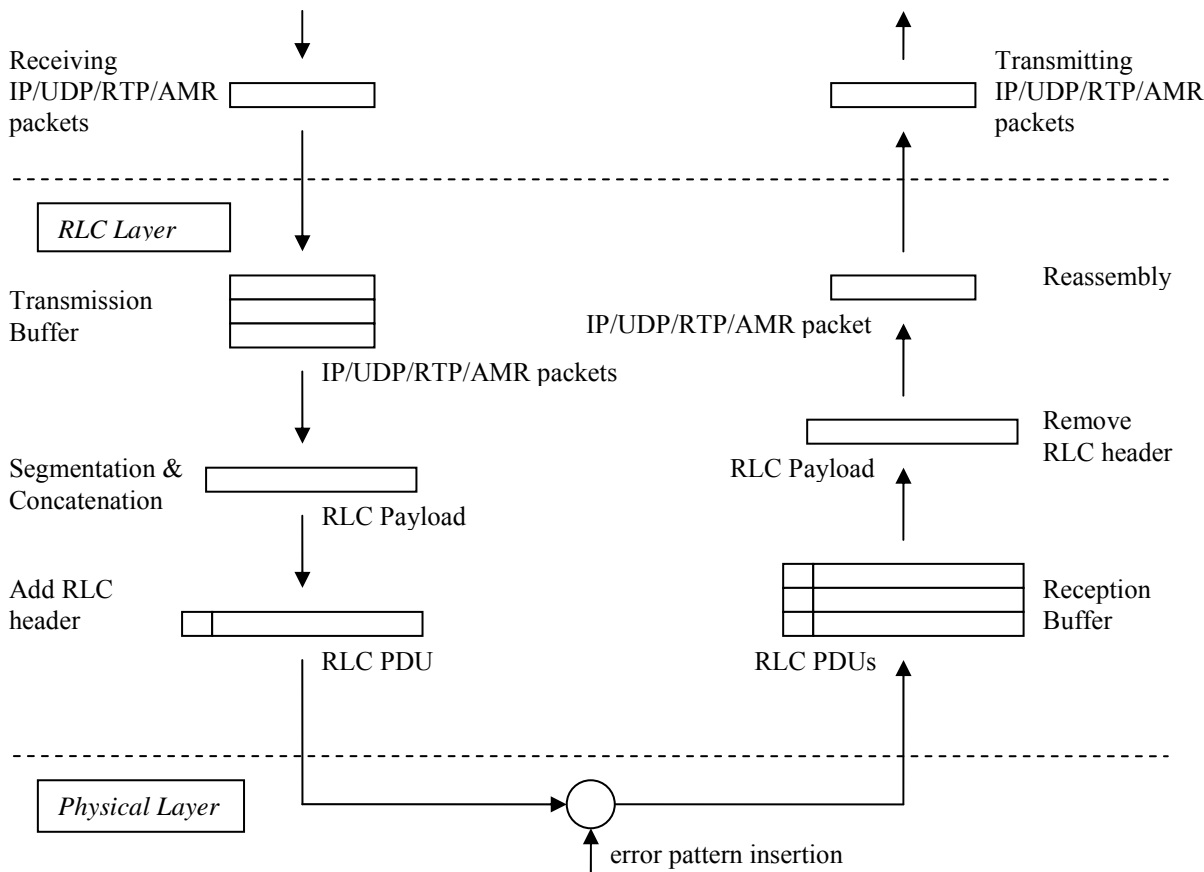 Receiving
IP/UDP/RTP/AMR
packets
Transmitting
IP/UDP/RTP/AMR
packets
RLC Layer
Transmission
Buffer
IP/UDP/RTP/AMR packets
Reassembly
IP/UDP/RTP/AMR packet
Segmentation &
Concatenation
RLC Payload
Remove
RLC header
RLC Payload
Add RLC
header
RLC PDU
Reception
Buffer
RLC PDUs
Physical Layer
error pattern insertion